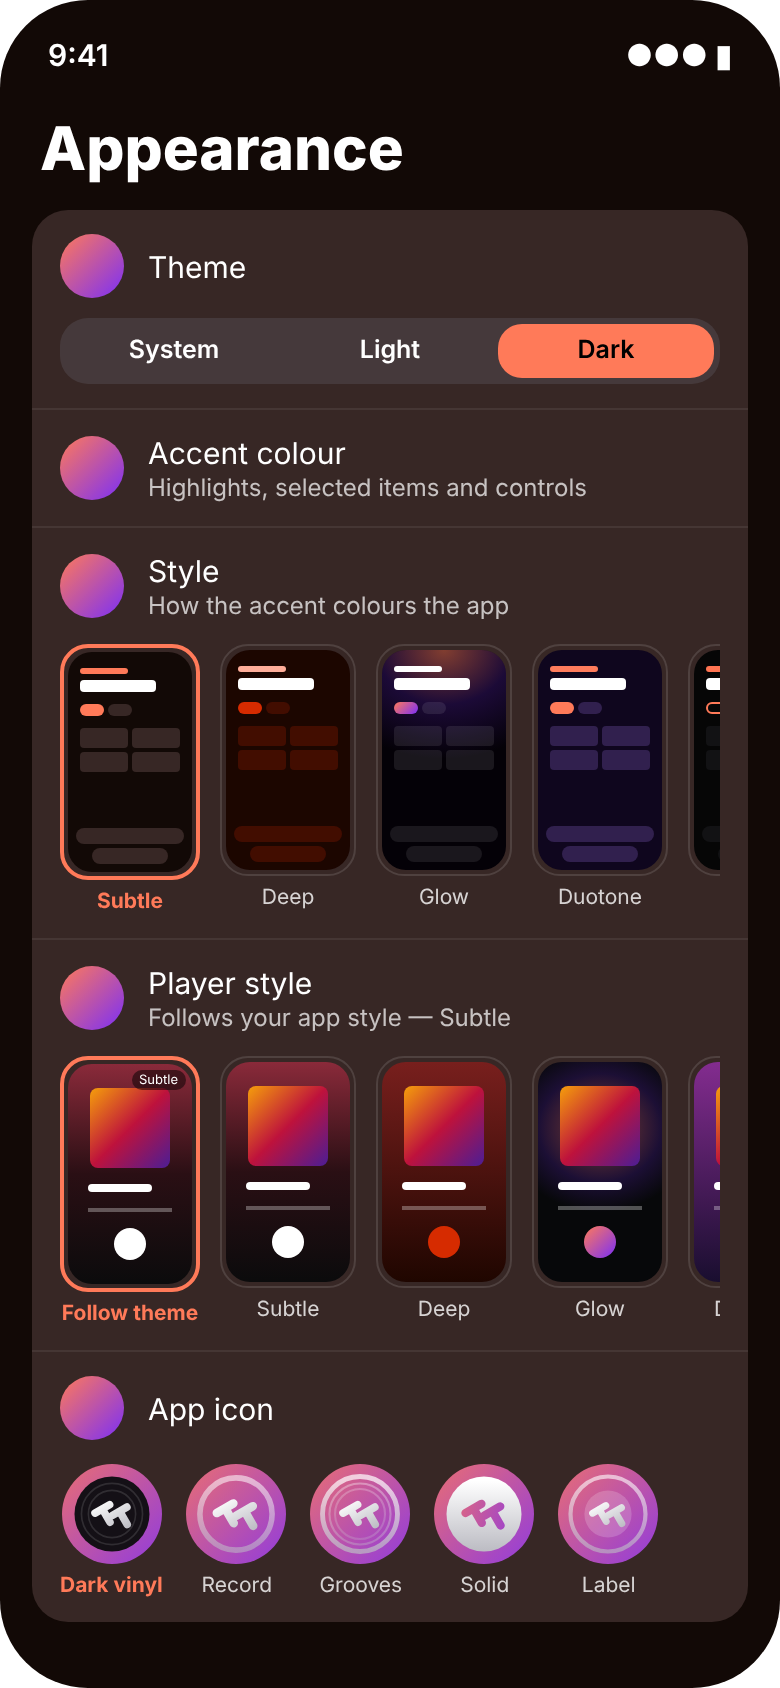 9:41
Appearance
Theme
System Light Dark
Accent colour
Highlights, selected items and controls
Style
How the accent colours the app
Subtle Deep Glow Duotone
Player style
Follows your app style — Subtle
Subtle
Follow theme Subtle Deep Glow
App icon
Dark vinyl Record Grooves Solid Label